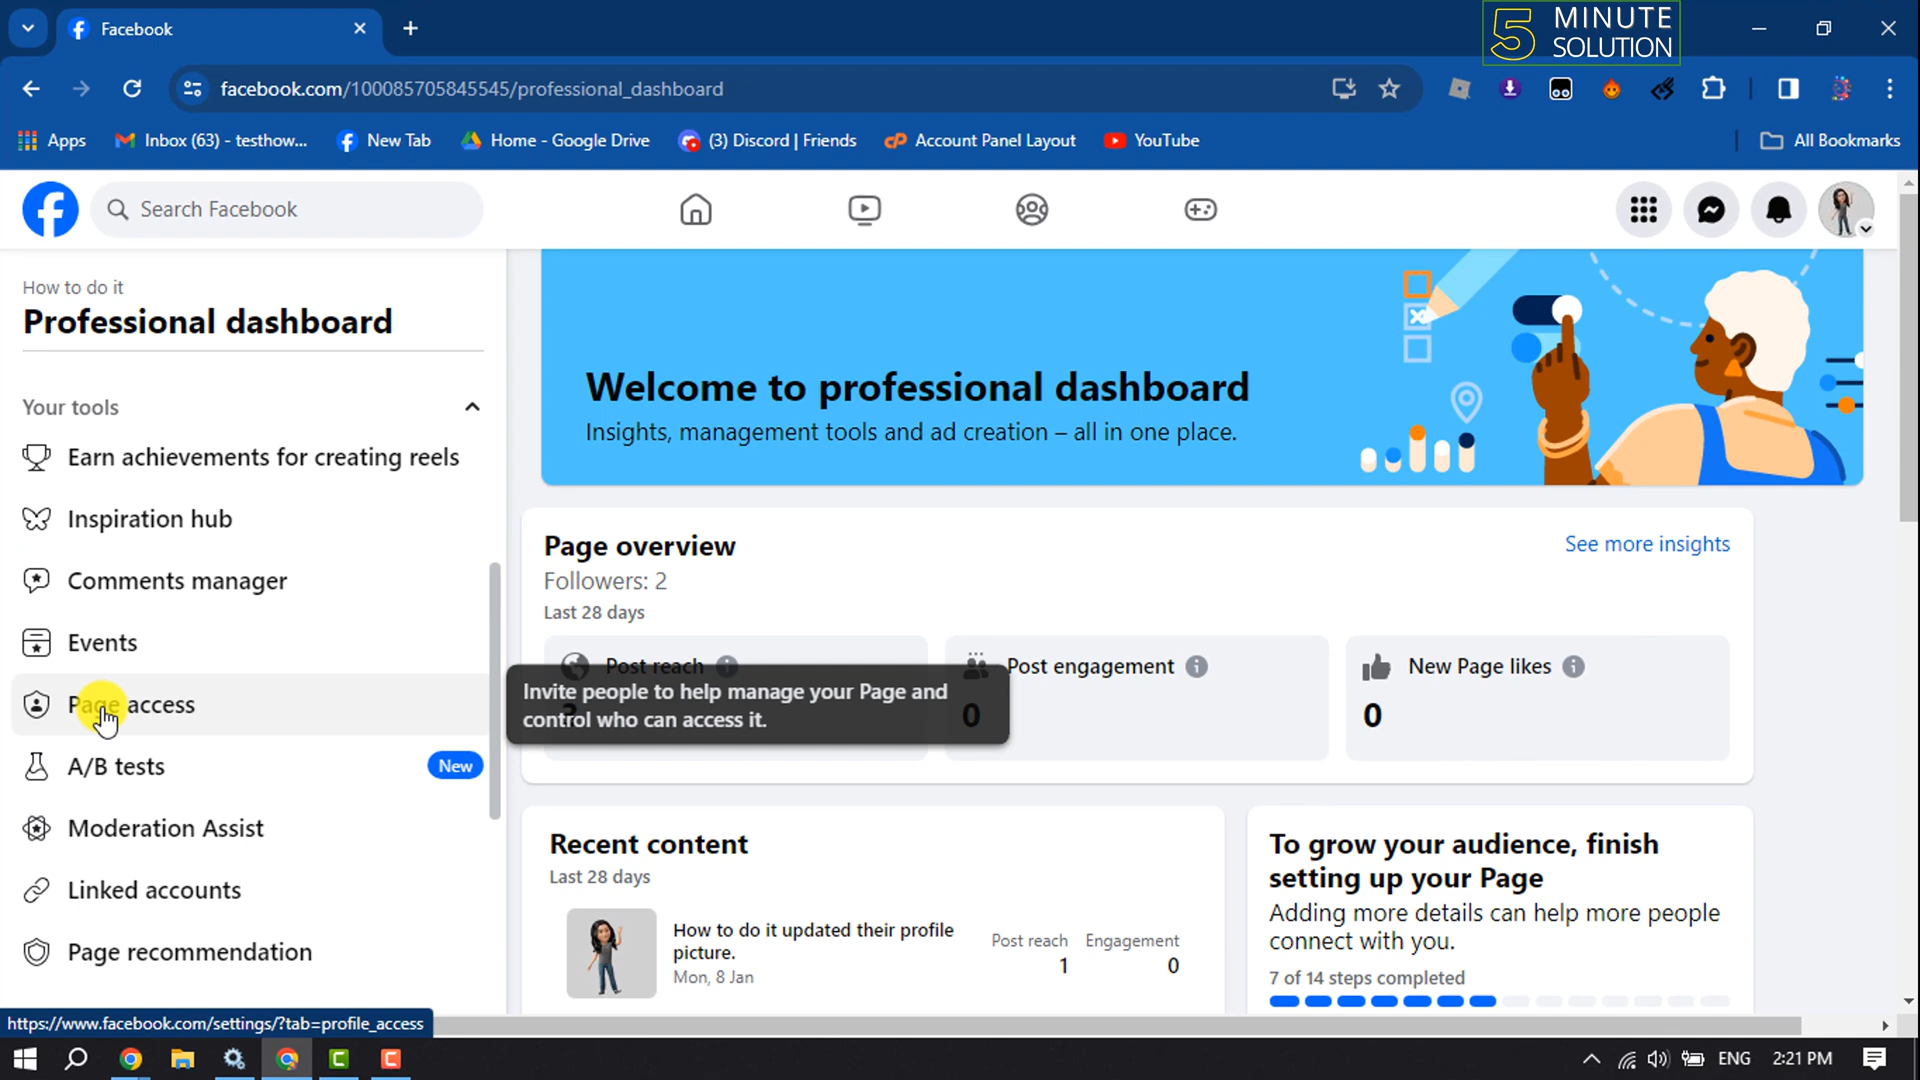 Facebook
5 MINUTE
SOLUTION
facebook.com/100085705845545/professional_dashboard
Apps
Inbox (63) - testhow...
New Tab
Home - Google Drive
(3) Discord | Friends
cP
Account Panel Layout
YouTube
All Bookmarks
Search Facebook
How to do it
Professional dashboard
Your tools
Earn achievements for creating reels
Inspiration hub
Comments manager
Events
Page access
A/B tests
New
Moderation Assist
Linked accounts
Page recommendation
https://www.facebook.com/settings/?tab=profile_access
Welcome to professional dashboard
Insights, management tools and ad creation – all in one place.
Page overview
See more insights
Followers: 2
Last 28 days
Post reach
Post engagement
0
New Page likes
0
Invite people to help manage your Page and
control who can access it.
Recent content
Last 28 days
How to do it updated their profile
picture.
Mon, 8 Jan
Post reach
1
Engagement
0
To grow your audience, finish
setting up your Page
Adding more details can help more people
connect with you.
7 of 14 steps completed
ENG
2:21 PM